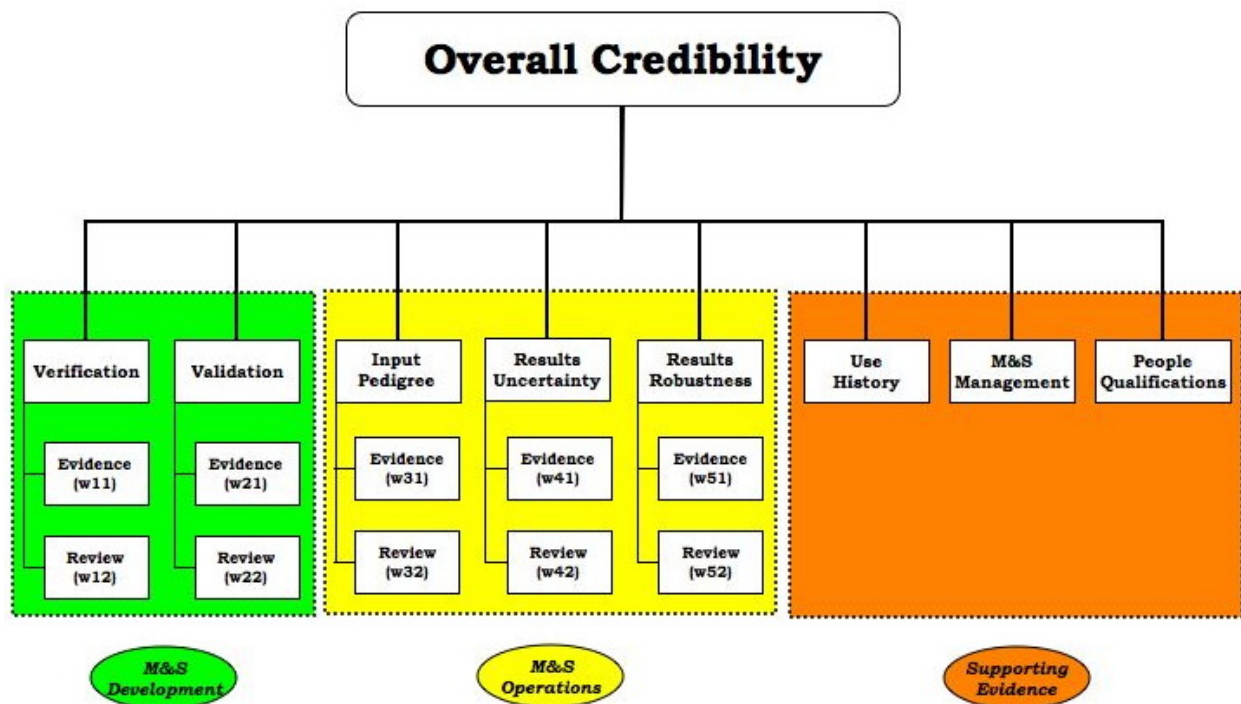 Overall Credibility
Verification
Validation
Input
Pedigree
Results
Uncertainty
Results
Robustness
Use
History
M&S
Management
People
Qualifications
Evidence
(w11)
Evidence
(w21)
Evidence
(w31)
Evidence
(w41)
Evidence
(w51)
Review
(w12)
Review
(w22)
Review
(w32)
Review
(w42)
Review
(w52)
M&S
Development
M&S
Operations
Supporting
Evidence